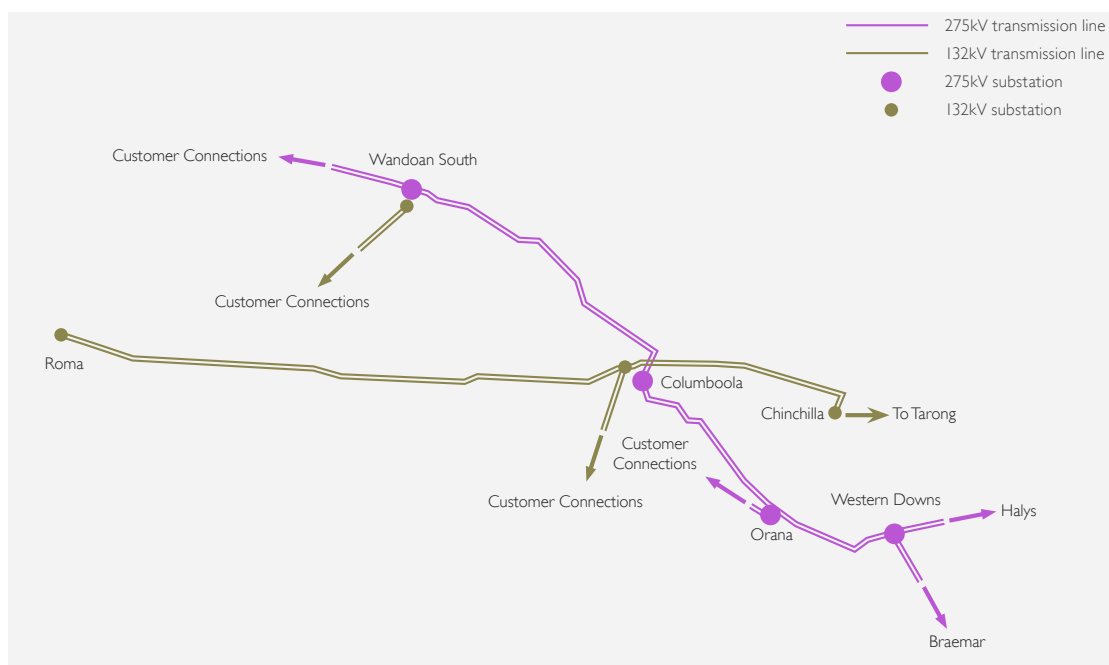 275kV transmission line
132kV transmission line
275kV substation
132kV substation
Customer Connections
Wandoan South
Customer Connections
Roma
Columboola
Chinchilla
To Tarong
Customer
Connections
Customer Connections
Western Downs
Halys
Orana
Braemar